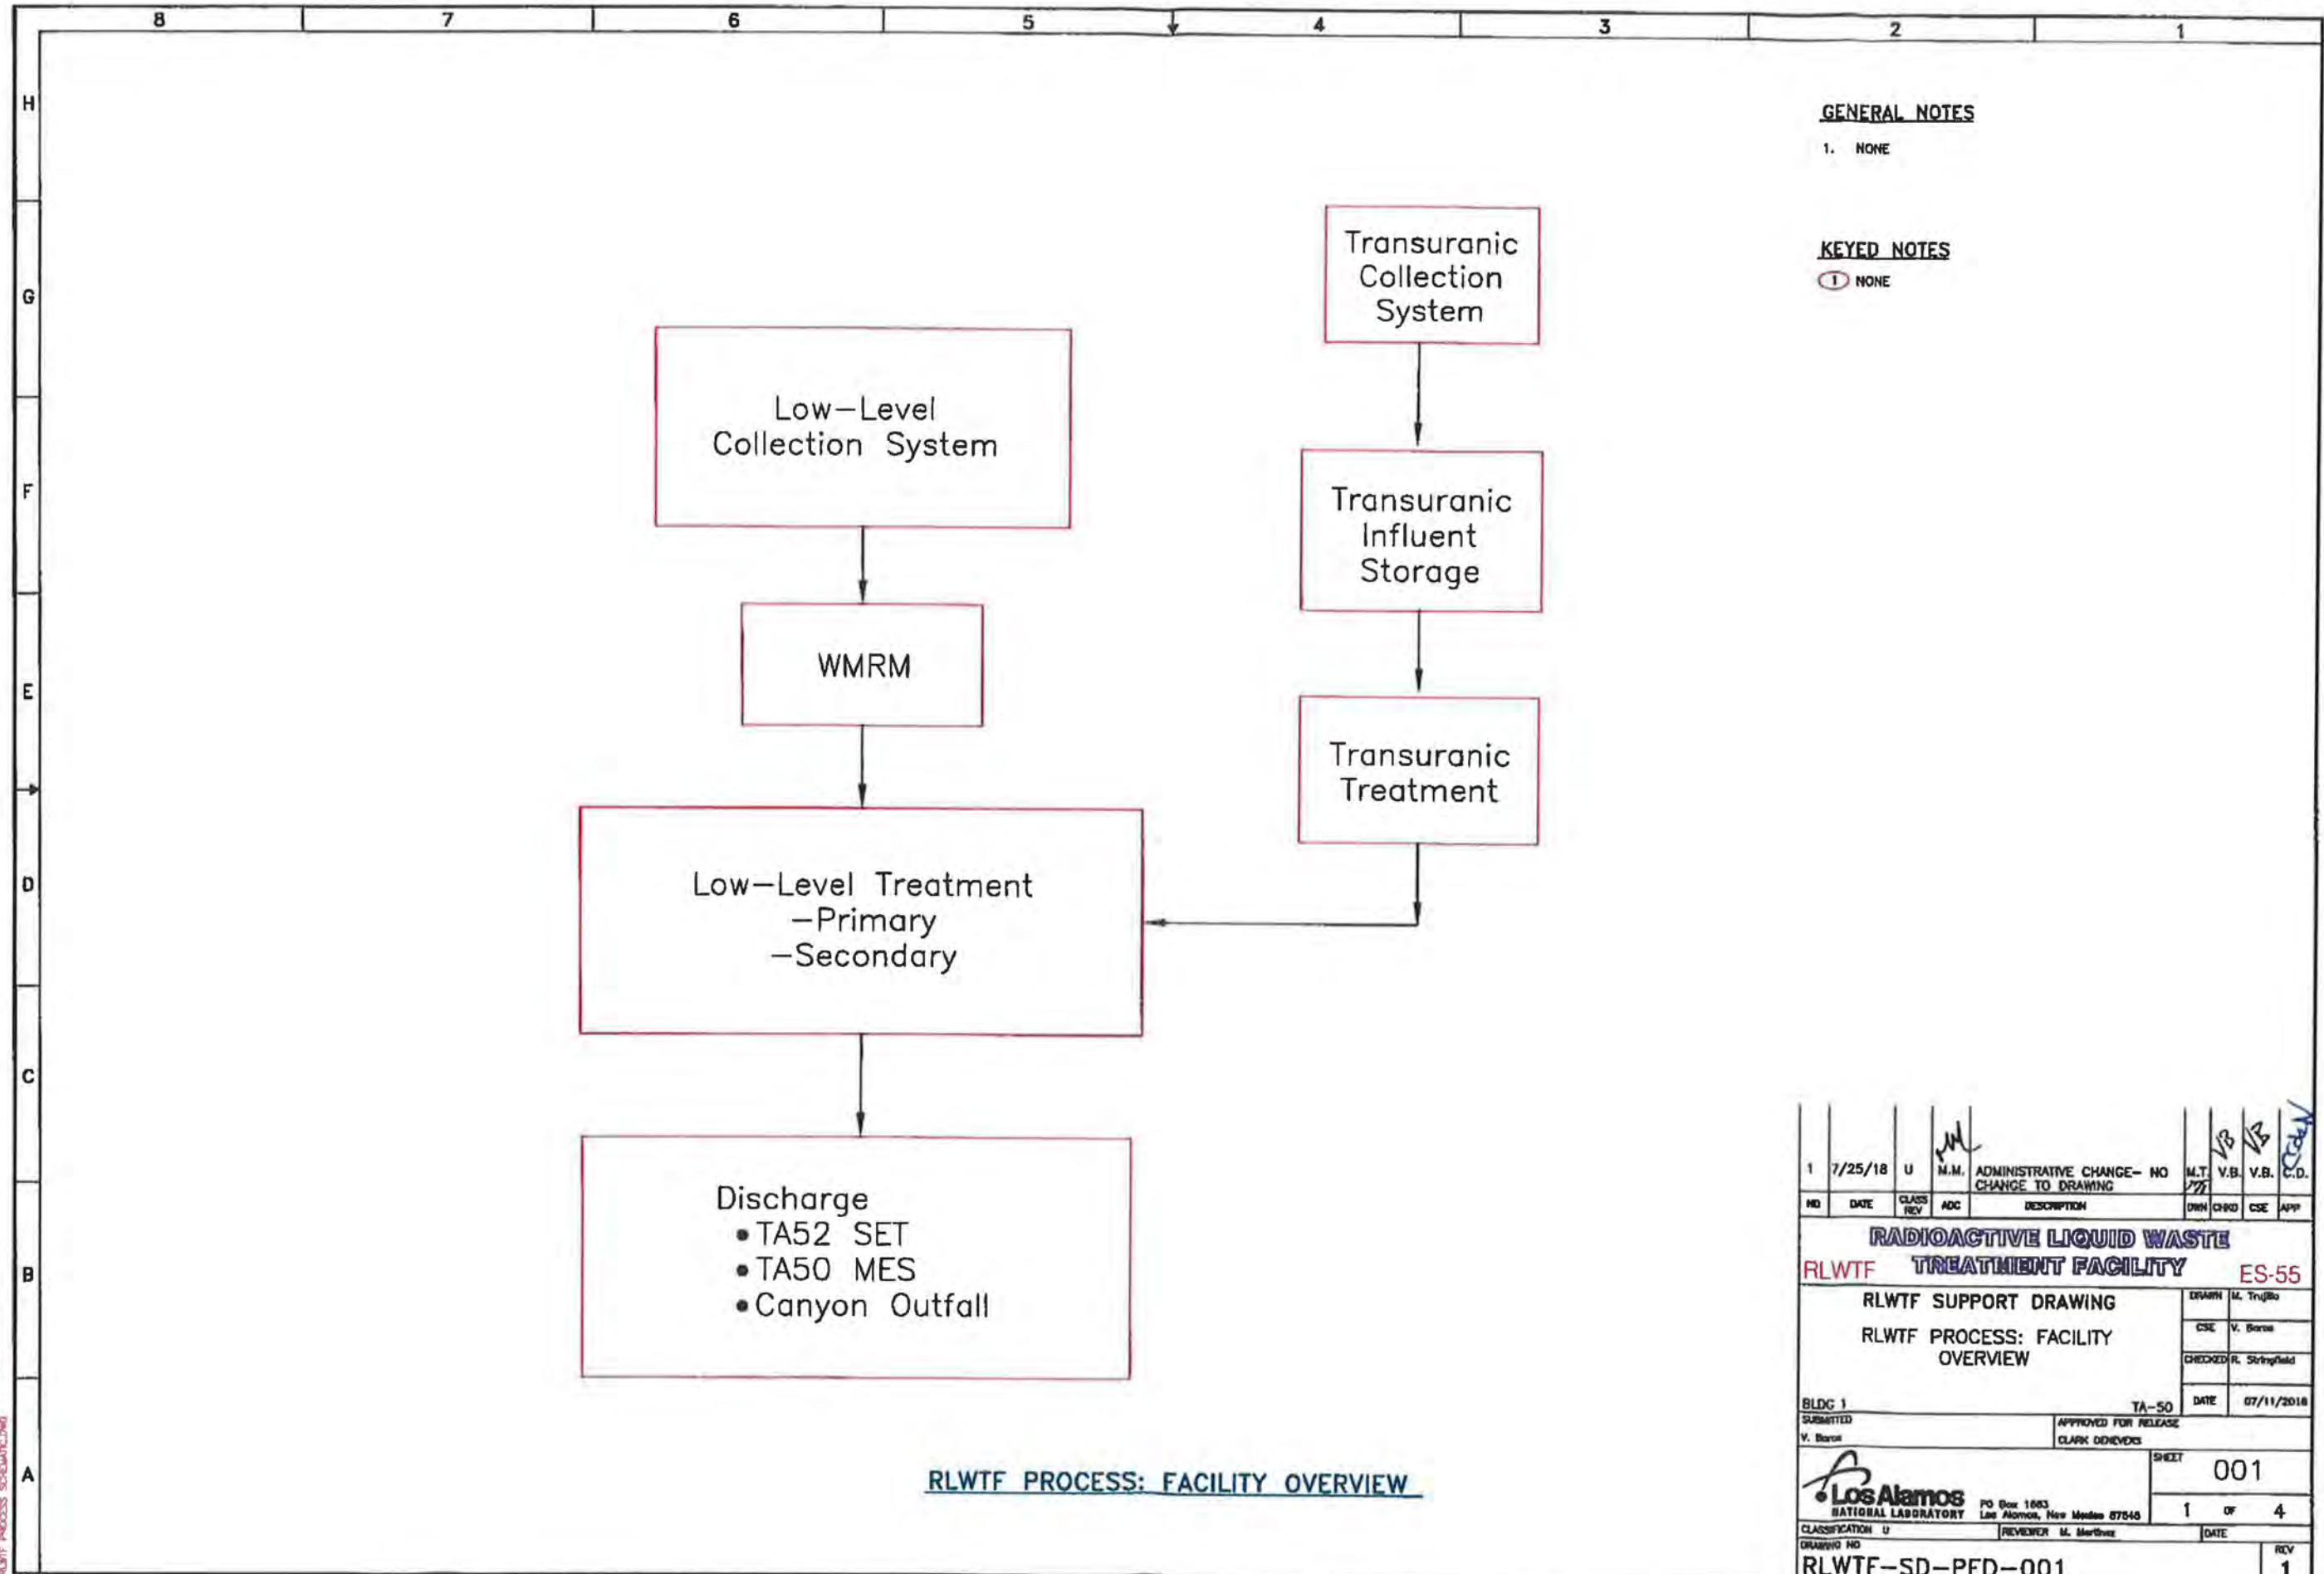 8 7 6 5 4 3 2 1
H
G
F
E
D
C
B
A
GENERAL NOTES
1. NONE
KEYED NOTES
1 NONE
Transuranic
Collection
System
Low-Level
Collection System
Transuranic
Influent
Storage
WMRM
Transuranic
Treatment
Low-Level Treatment
-Primary
-Secondary
Discharge
• TA52 SET
• TA50 MES
• Canyon Outfall
RLWTF PROCESS: FACILITY OVERVIEW
1 7/25/18 U M.M. ADMINISTRATIVE CHANGE- NO M.T. V.B. V.B. C.D.
CHANGE TO DRAWING
NO DATE CLASS REV ADC DESCRIPTION DWN CHKD CSE APP
RADIOACTIVE LIQUID WASTE
RLWTF TREATMENT FACILITY ES-55
RLWTF SUPPORT DRAWING
RLWTF PROCESS: FACILITY
OVERVIEW
DRAWN M. Trujillo
CSE
CHECKED R. Stringfield
BLDG 1 TA-50 DATE
SUBMITTED
APPROVED FOR RELEASE
CLARK
Los Alamos
NATIONAL LABORATORY
PO Box 1663
Los Alamos, New Mexico 87545
SHEET
001
1 OF 4
CLASSIFICATION U REVIEWER M. Martinez DATE
DRAWING NO
RLWTF-SD-PFD-001
REV
1